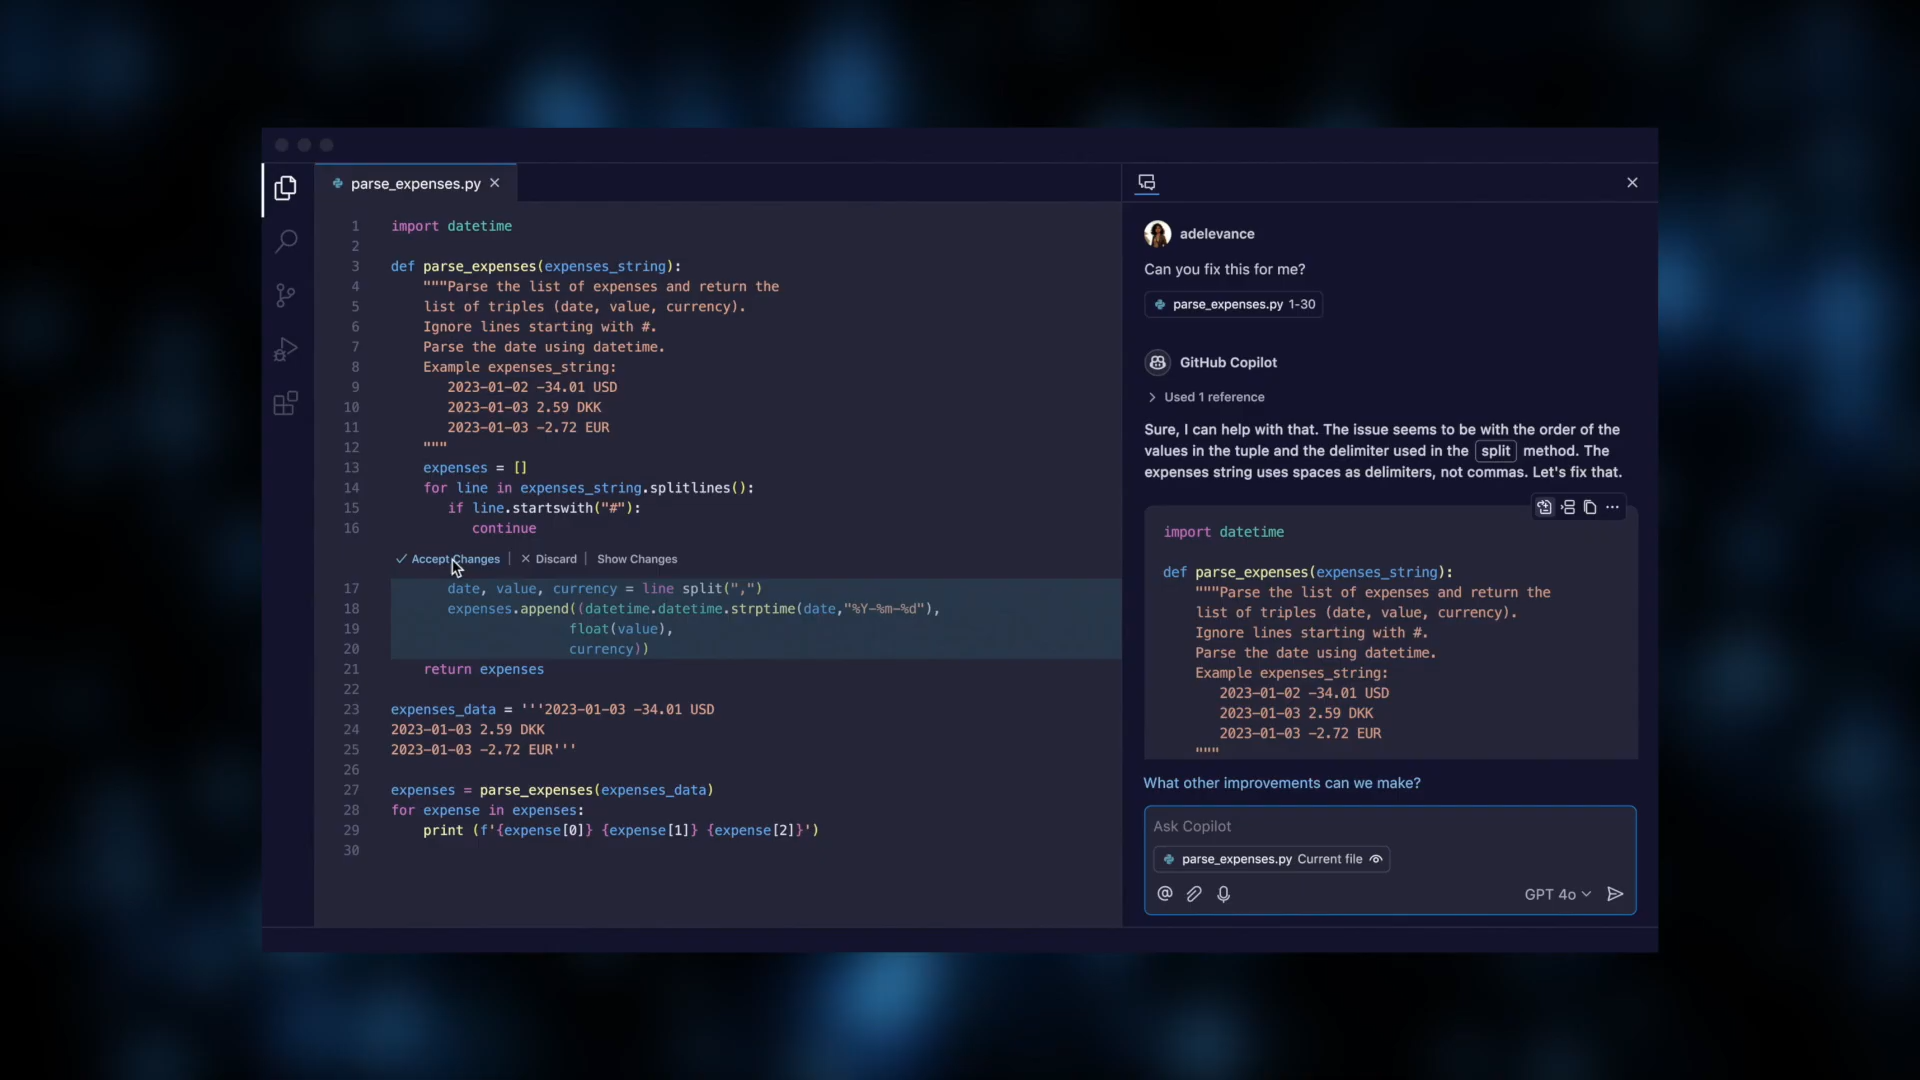 parse_expenses.py
1 import datetime
2
3 def parse_expenses(expenses_string):
4 """Parse the list of expenses and return the
5 list of triples (date, value, currency).
6 Ignore lines starting with #.
7 Parse the date using datetime.
8 Example expenses_string:
9 2023-01-02 -34.01 USD
10 2023-01-03 2.59 DKK
11 2023-01-03 -2.72 EUR
12 """
13 expenses = []
14 for line in expenses_string.splitlines():
15 if line.startswith("#"):
16 continue
Accept Changes | Discard | Show Changes
17 date, value, currency = line split(",")
18 expenses.append((datetime.datetime.strptime(date,"%Y-%m-%d"),
19 float(value),
20 currency))
21 return expenses
22
23 expenses_data = '''2023-01-03 -34.01 USD
24 2023-01-03 2.59 DKK
25 2023-01-03 -2.72 EUR'''
26
27 expenses = parse_expenses(expenses_data)
28 for expense in expenses:
29 print (f'{expense[0]} {expense[1]} {expense[2]}')
30
adelevance
Can you fix this for me?
parse_expenses.py 1-30
GitHub Copilot
Used 1 reference
Sure, I can help with that. The issue seems to be with the order of the
values in the tuple and the delimiter used in the split method. The
expenses string uses spaces as delimiters, not commas. Let's fix that.
import datetime
def parse_expenses(expenses_string):
"""Parse the list of expenses and return the
list of triples (date, value, currency).
Ignore lines starting with #.
Parse the date using datetime.
Example expenses_string:
2023-01-02 -34.01 USD
2023-01-03 2.59 DKK
2023-01-03 -2.72 EUR
"""
What other improvements can we make?
Ask Copilot
parse_expenses.py Current file
GPT 4o